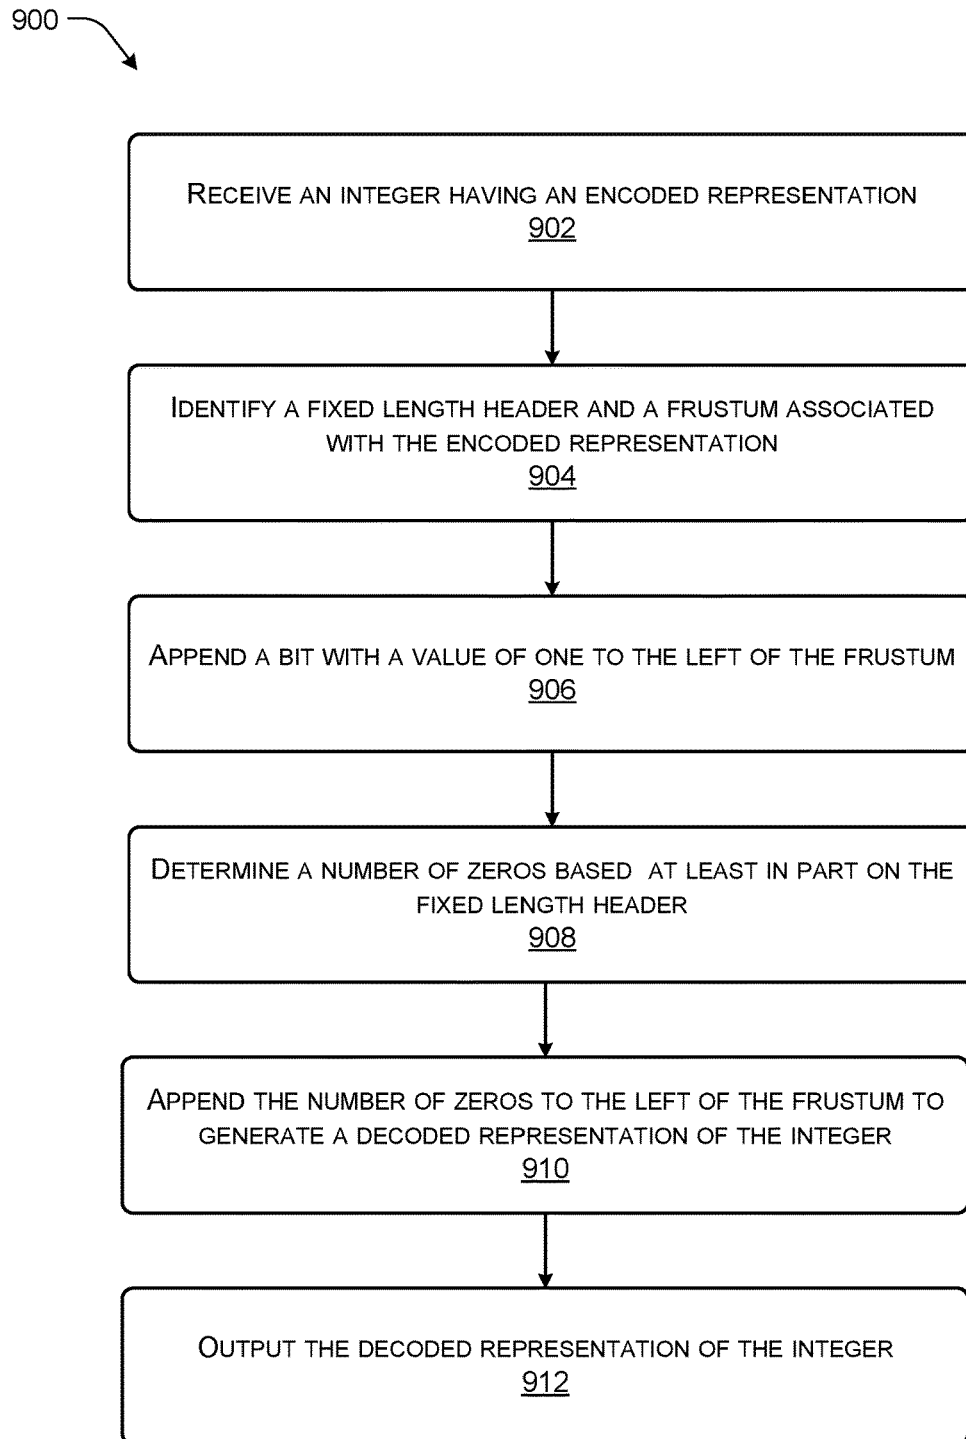 900
RECEIVE AN INTEGER HAVING AN ENCODED REPRESENTATION
902
IDENTIFY A FIXED LENGTH HEADER AND A FRUSTUM ASSOCIATED
WITH THE ENCODED REPRESENTATION
904
APPEND A BIT WITH A VALUE OF ONE TO THE LEFT OF THE FRUSTUM
906
DETERMINE A NUMBER OF ZEROS BASED AT LEAST IN PART ON THE
FIXED LENGTH HEADER
908
APPEND THE NUMBER OF ZEROS TO THE LEFT OF THE FRUSTUM TO
GENERATE A DECODED REPRESENTATION OF THE INTEGER
910
OUTPUT THE DECODED REPRESENTATION OF THE INTEGER
912